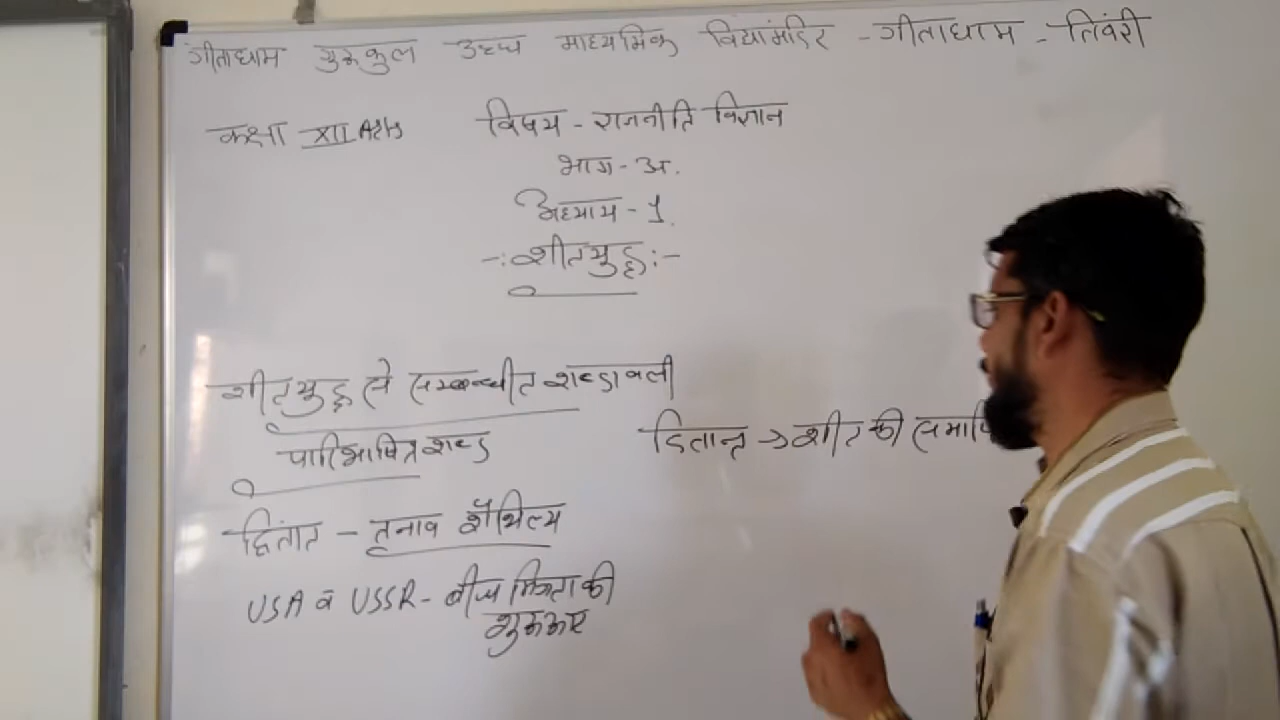 गीताधाम गुरुकुल उच्च माध्यमिक विद्यामंदिर - गीताधाम - तिंवरी
कक्षा XII Arts विषय - राजनीति विज्ञान
भाग - अ.
अध्याय - 1.
-: शीतयुद्ध :-
शीतयुद्ध से सम्बन्धीत शब्दावली
पारिभाषित शब्द
दितान्त → शीत की समाप्ति
द्वितांत - तनाव शैथिल्य
USA व USSR - बीच मित्रता की
शुरूआत